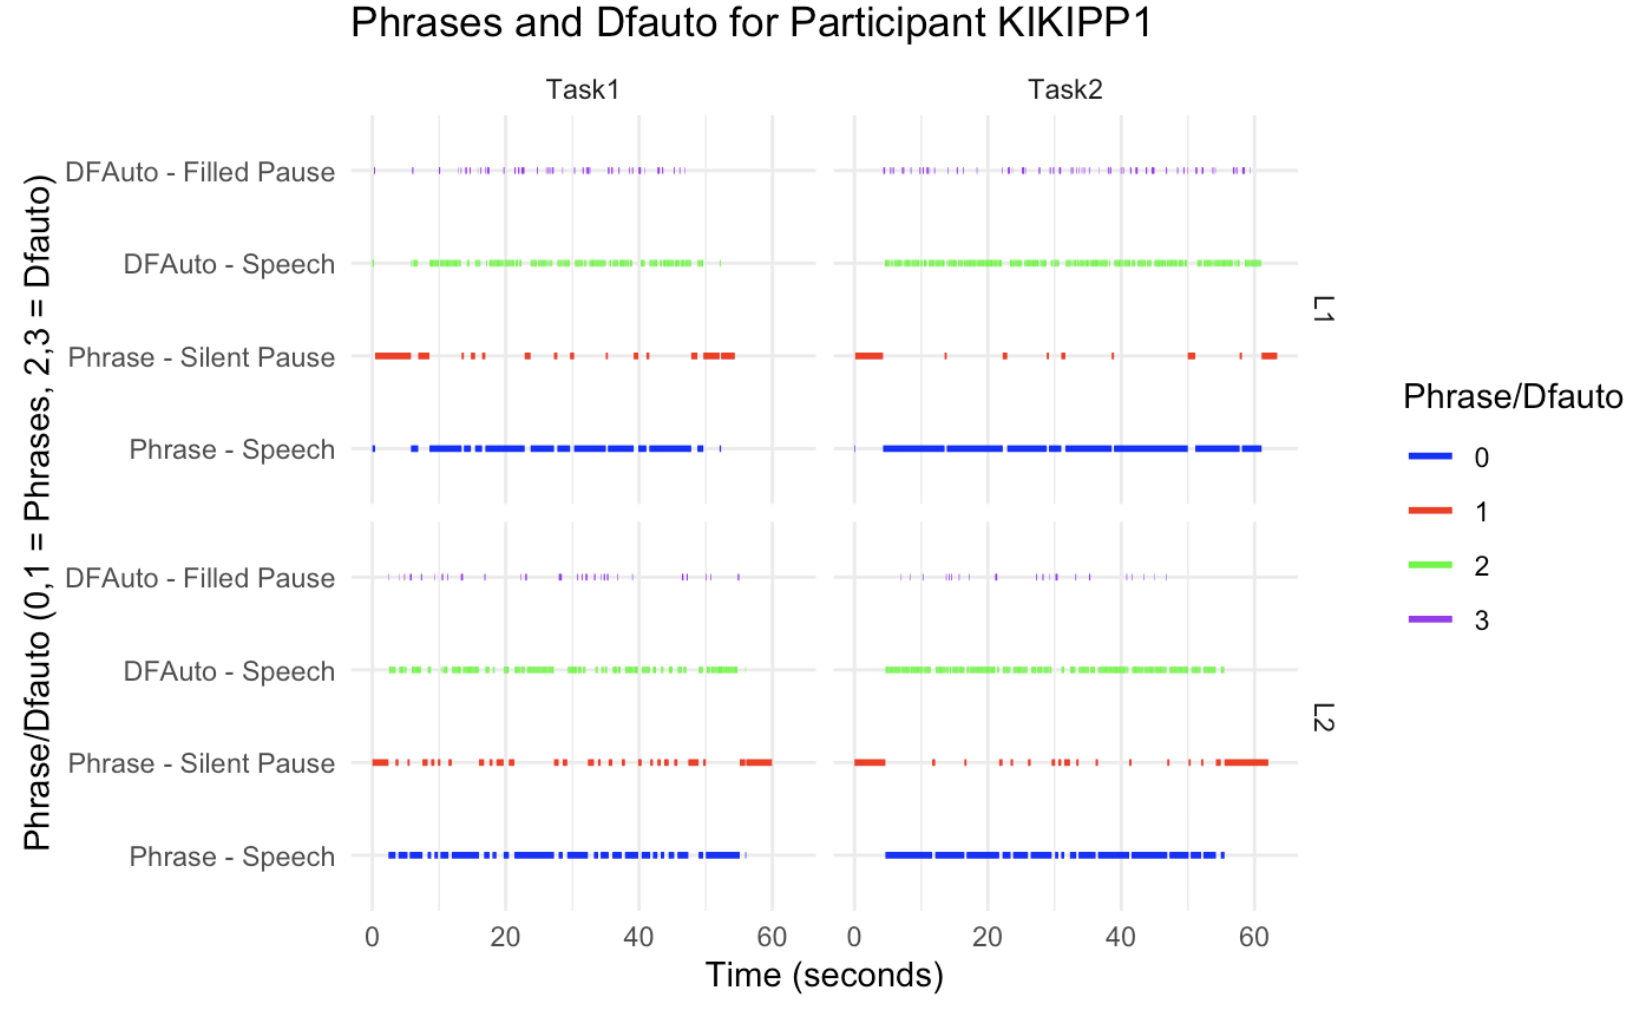 Phrases and Dfauto for Participant KIKIPP1
Task1
Task2
Phrase/Dfauto (0,1 = Phrases, 2,3 = Dfauto)
DFAuto - Filled Pause
DFAuto - Speech
Phrase - Silent Pause
Phrase - Speech
L1
DFAuto - Filled Pause
DFAuto - Speech
Phrase - Silent Pause
Phrase - Speech
L2
0 20 40 60
0 20 40 60
Time (seconds)
Phrase/Dfauto
0
1
2
3